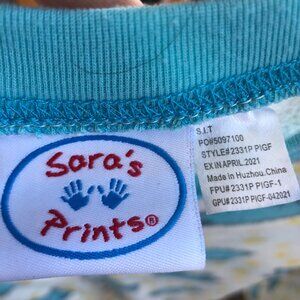 Sara's
Prints®
S.I.T
PO#5097100
STYLE#2331P PIGF
EX IN APRIL.2021
Made in Huzhou.China
FPU# 2331P PIGF-1
GPU# 2331P PIGF-042021